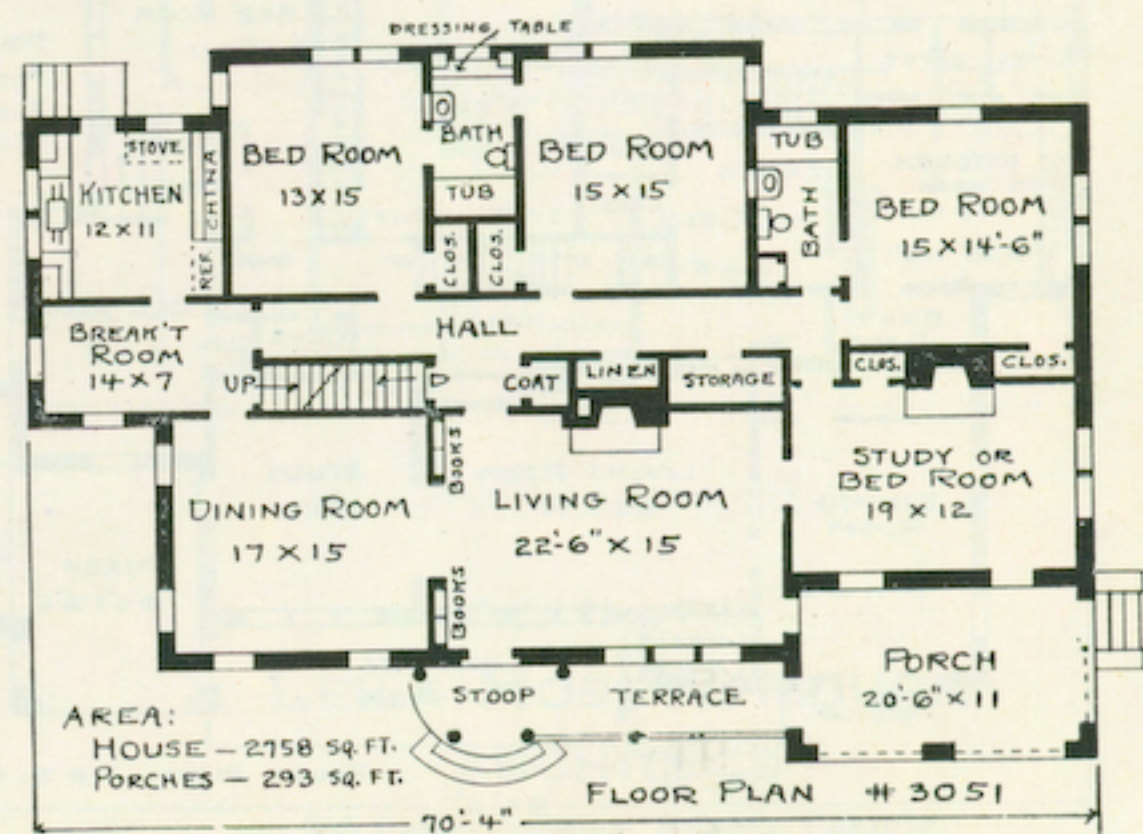 DRESSING TABLE
STOVE
KITCHEN
12 X 11
CHINA
REF.
BED ROOM
13 X 15
BATH
TUB
CLOS.
CLOS.
BED ROOM
15 X 15
TUB
BATH
BED ROOM
15 X 14'-6"
BREAK'T
ROOM
14 X 7
HALL
UP
D
COAT
LINEN
STORAGE
CLOS.
CLOS.
DINING ROOM
17 X 15
BOOKS
BOOKS
LIVING ROOM
22'-6" X 15
STUDY OR
BED ROOM
19 X 12
STOOP
TERRACE
PORCH
20'-6" X 11
AREA:
HOUSE — 2758 SQ. FT.
PORCHES — 293 SQ. FT.
FLOOR PLAN # 3051
70'-4"